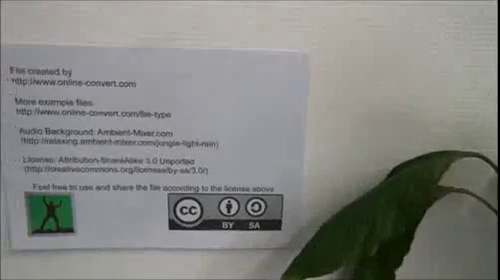 File created by
http://www.online-convert.com
More example files:
http://www.online-convert.com/file-type
Audio Background: Ambient-Mixer.com
(http://relaxing.ambient-mixer.com/jungle-light-rain)
License: Attribution-ShareAlike 3.0 Unported
(http://creativecommons.org/licenses/by-sa/3.0/)
Feel free to use and share the file according to the license above
cc
BY SA